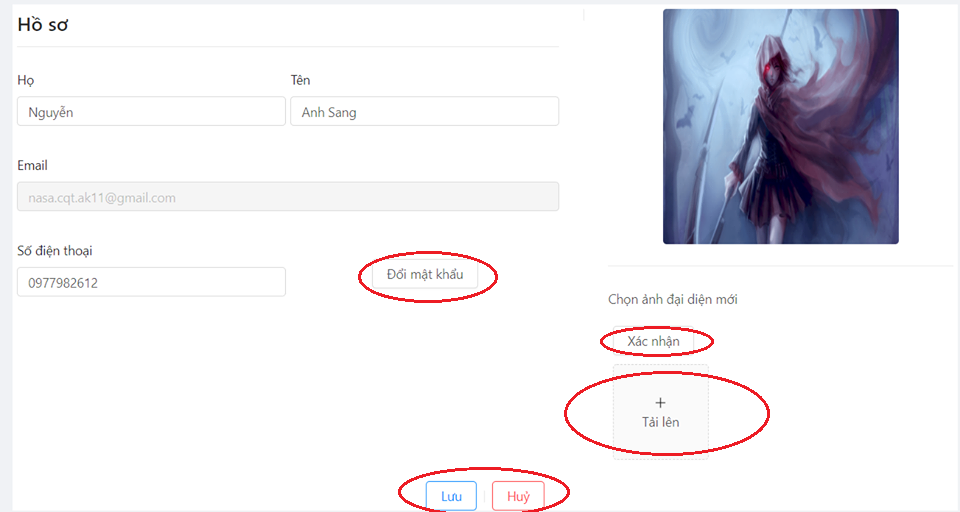 Hồ sơ
Họ
Tên
Nguyễn
Anh Sang
Email
nasa.cqt.ak11@gmail.com
Số điện thoại
0977982612
Đổi mật khẩu
Chọn ảnh đại diện mới
Xác nhận
+
Tải lên
Lưu
Huỷ